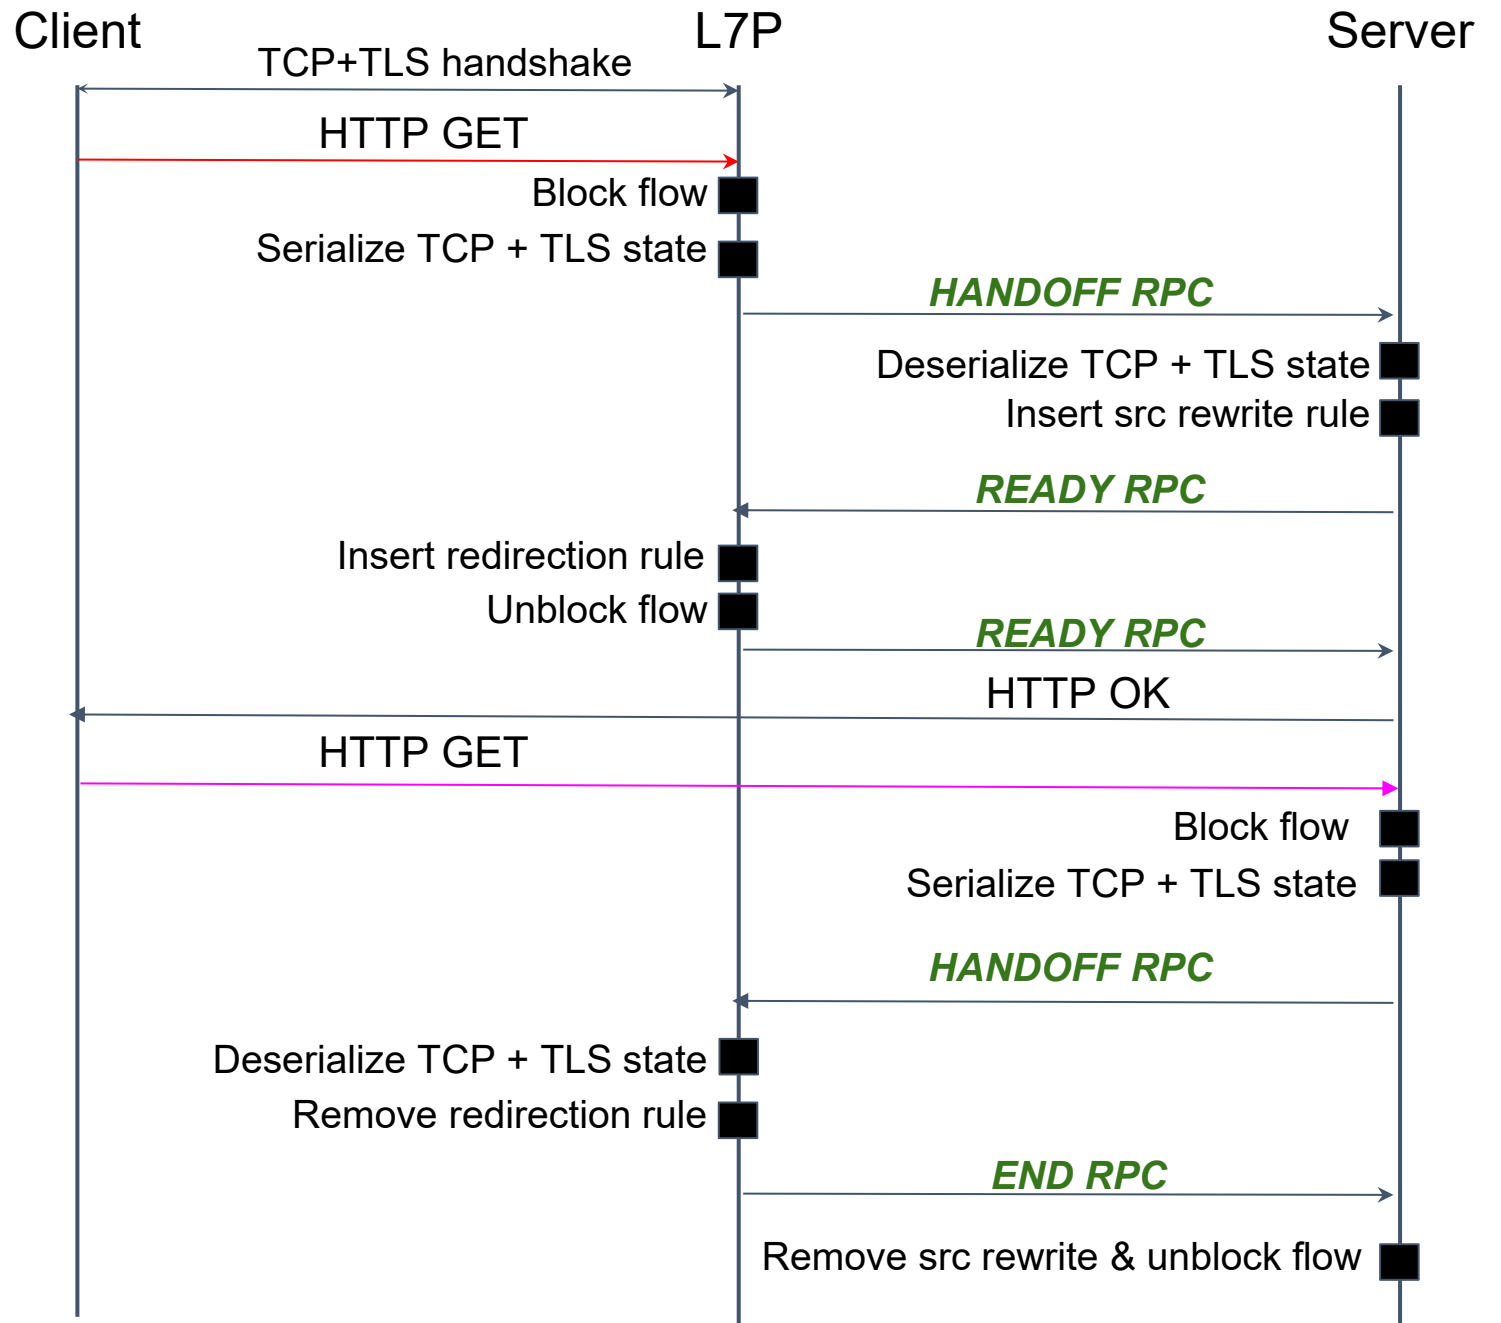 Client
L7P
Server
TCP+TLS handshake
HTTP GET
Block flow
Serialize TCP + TLS state
HANDOFF RPC
Deserialize TCP + TLS state
Insert src rewrite rule
READY RPC
Insert redirection rule
Unblock flow
READY RPC
HTTP OK
HTTP GET
Block flow
Serialize TCP + TLS state
HANDOFF RPC
Deserialize TCP + TLS state
Remove redirection rule
END RPC
Remove src rewrite & unblock flow